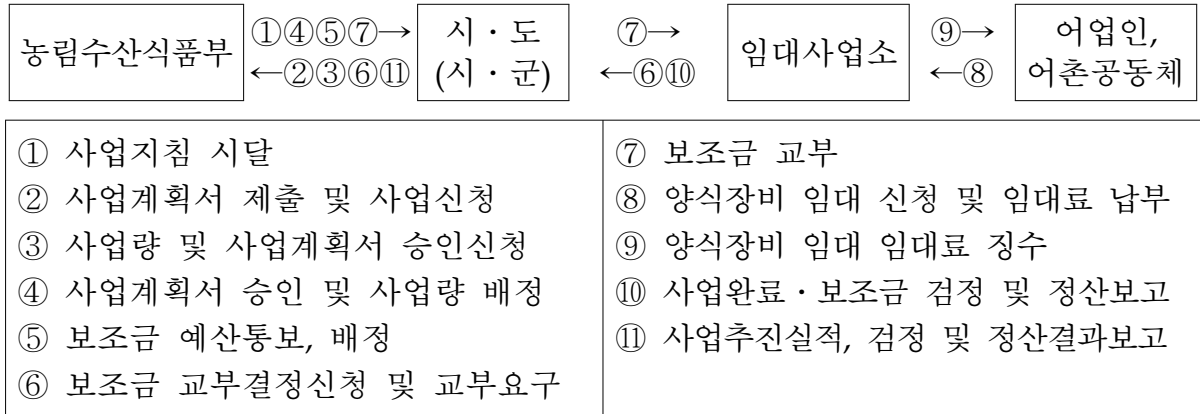 농림수산식품부
①④⑤⑦→
←②③⑥⑪
시・도
(시・군)
⑦→
←⑥⑩
임대사업소
⑨→
←⑧
어업인,
어촌공동체
① 사업지침 시달
② 사업계획서 제출 및 사업신청
③ 사업량 및 사업계획서 승인신청
④ 사업계획서 승인 및 사업량 배정
⑤ 보조금 예산통보, 배정
⑥ 보조금 교부결정신청 및 교부요구
⑦ 보조금 교부
⑧ 양식장비 임대 신청 및 임대료 납부
⑨ 양식장비 임대 임대료 징수
⑩ 사업완료・보조금 검정 및 정산보고
⑪ 사업추진실적, 검정 및 정산결과보고